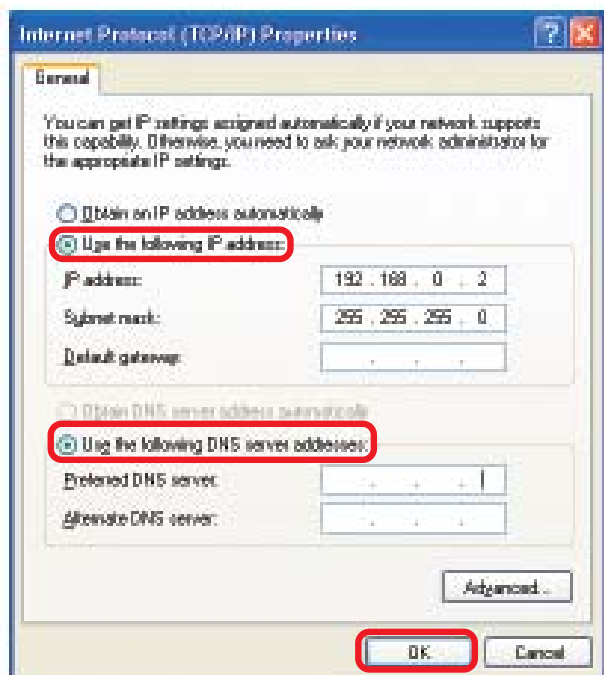 Internet Protocol (TCP/IP) Properties
General
You can get IP settings assigned automatically if your network supports
this capability. Otherwise, you need to ask your network administrator for
the appropriate IP settings.
Obtain an IP address automatically
Use the following IP address:
IP address: 192 . 168 . 0 . 2
Subnet mask: 255 . 255 . 255 . 0
Default gateway: . . .
Obtain DNS server address automatically
Use the following DNS server addresses:
Preferred DNS server: . . .
Alternate DNS server: . . .
Advanced...
OK Cancel